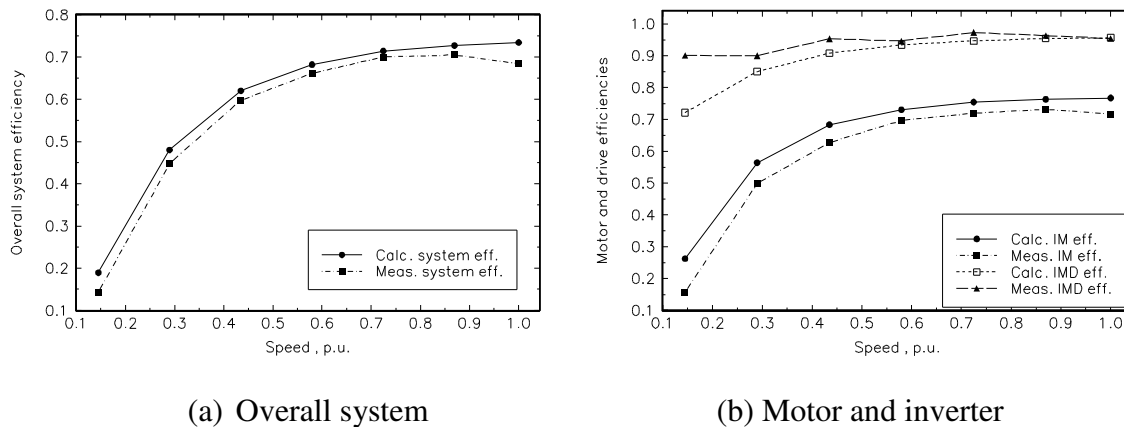 Overall system efficiency
0.8
0.7
0.6
0.5
0.4
0.3
0.2
0.1
0.1 0.2 0.3 0.4 0.5 0.6 0.7 0.8 0.9 1.0
Speed , p.u.
Calc. system eff.
Meas. system eff.
(a) Overall system
Motor and drive efficiencies
1.0
0.9
0.8
0.7
0.6
0.5
0.4
0.3
0.2
0.1
0.1 0.2 0.3 0.4 0.5 0.6 0.7 0.8 0.9 1.0
Speed , p.u.
Calc. IM eff.
Meas. IM eff.
Calc. IMD eff.
Meas. IMD eff.
(b) Motor and inverter